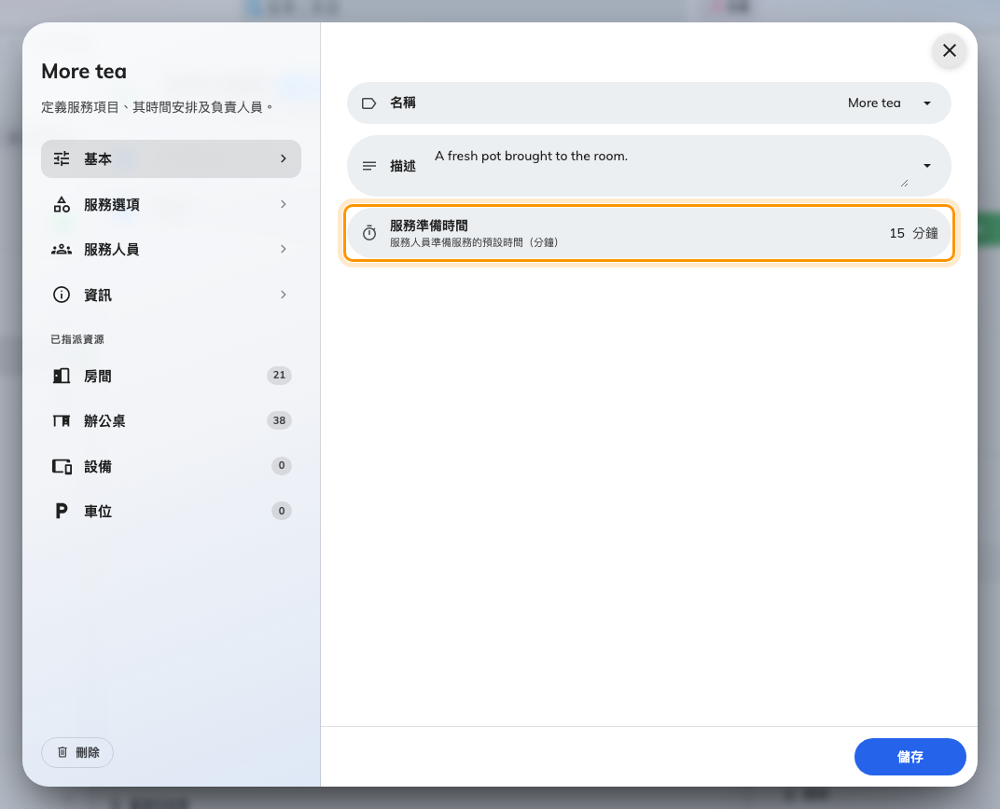 More tea
定義服務項目、其時間安排及負責人員。
基本
服務選項
服務人員
資訊
已指派資源
房間 21
辦公桌 38
設備 0
車位 0
刪除
名稱 More tea
描述 A fresh pot brought to the room.
服務準備時間
服務人員準備服務的預設時間（分鐘）
15 分鐘
儲存